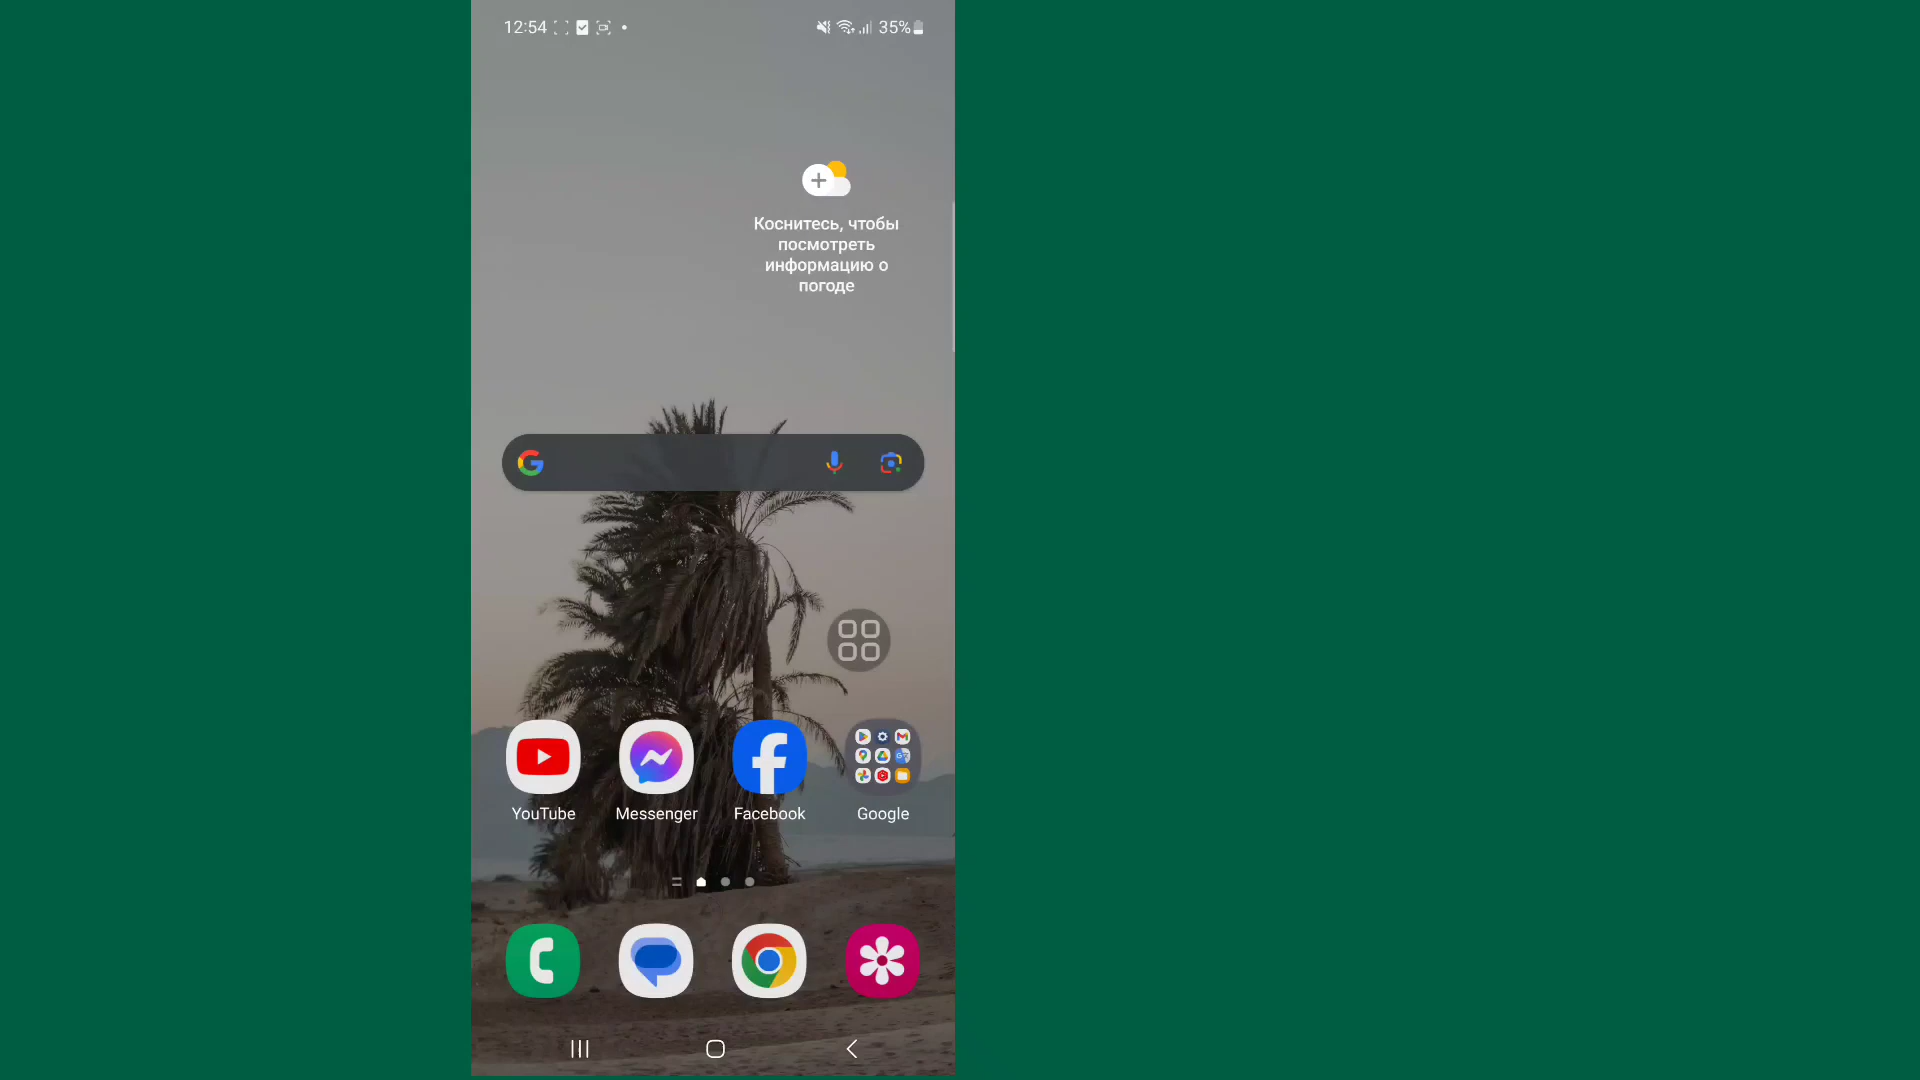 12:54
35%
Коснитесь, чтобы
посмотреть
информацию о
погоде
YouTube
Messenger
Facebook
Google